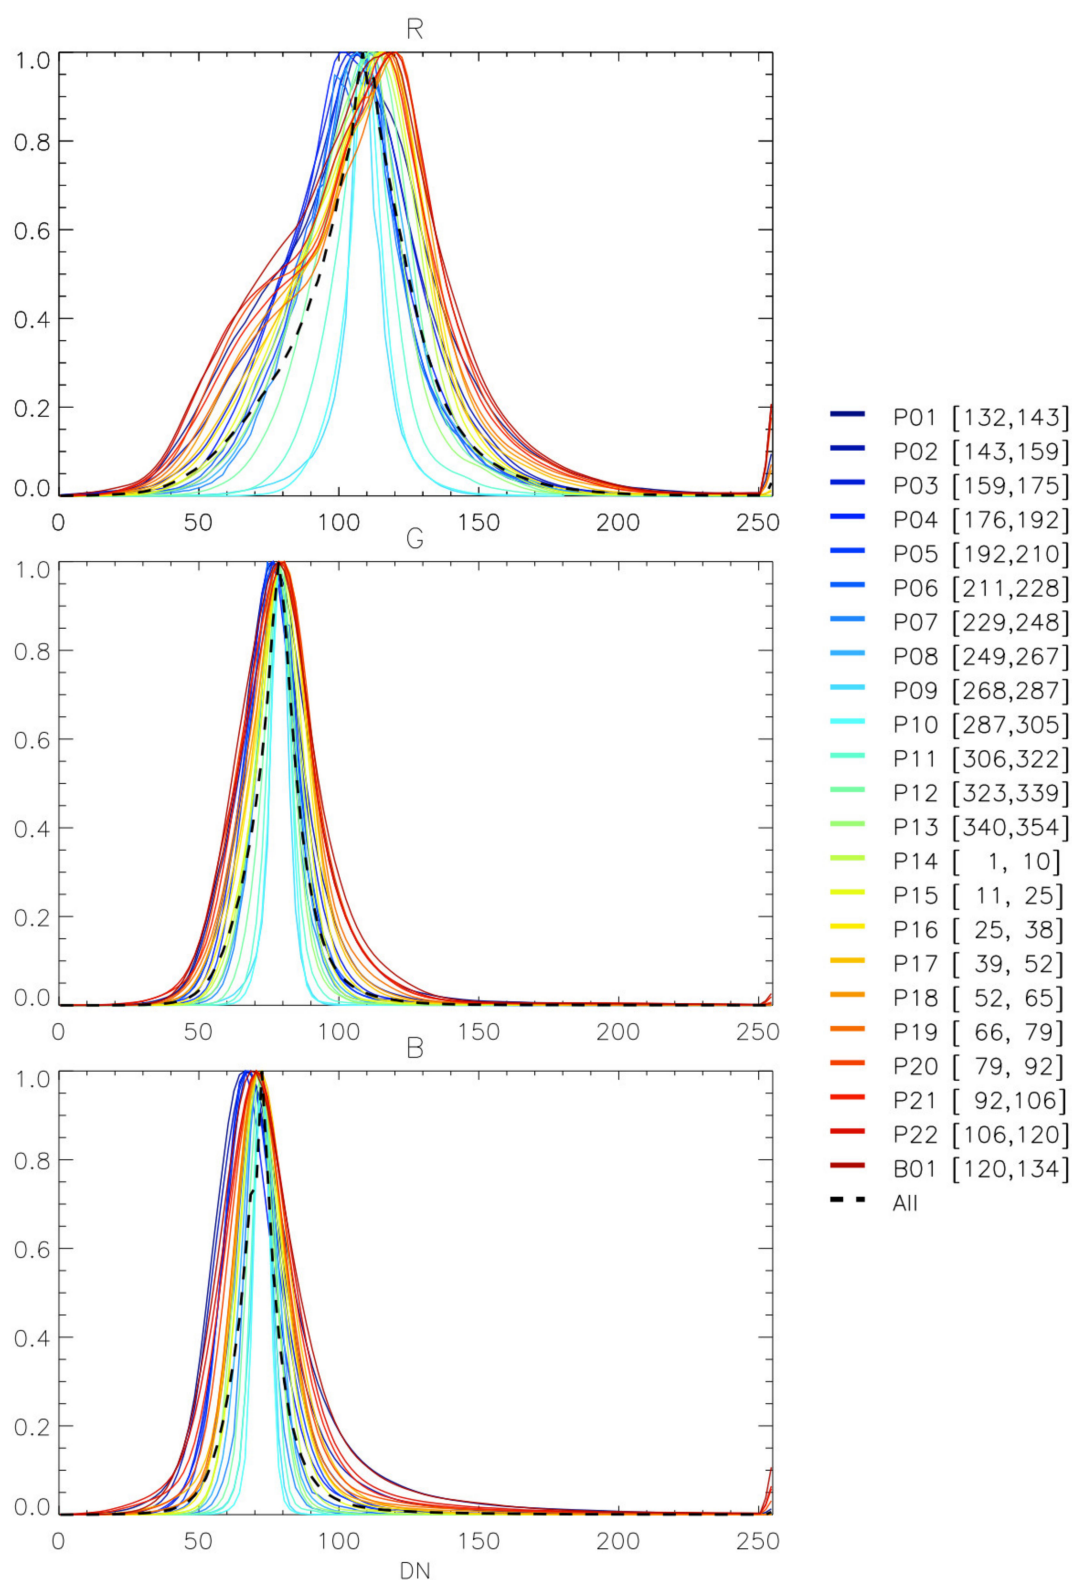 R
1.0
0.8
0.6
0.4
0.2
0.0
0 50 100 150 200 250
G
1.0
0.8
0.6
0.4
0.2
0.0
0 50 100 150 200 250
B
1.0
0.8
0.6
0.4
0.2
0.0
0 50 100 150 200 250
DN
P01 [132,143]
P02 [143,159]
P03 [159,175]
P04 [176,192]
P05 [192,210]
P06 [211,228]
P07 [229,248]
P08 [249,267]
P09 [268,287]
P10 [287,305]
P11 [306,322]
P12 [323,339]
P13 [340,354]
P14 [ 1, 10]
P15 [ 11, 25]
P16 [ 25, 38]
P17 [ 39, 52]
P18 [ 52, 65]
P19 [ 66, 79]
P20 [ 79, 92]
P21 [ 92,106]
P22 [106,120]
B01 [120,134]
All